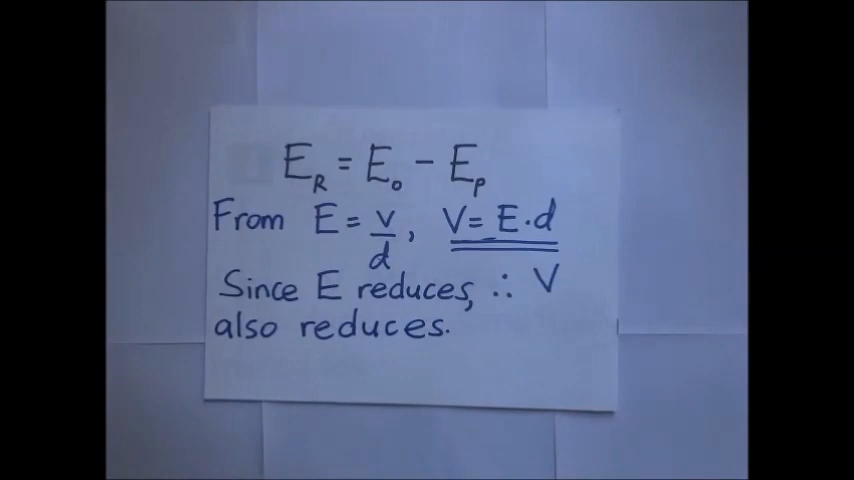 E_R = E_o - E_p
From E = v/d, V = E·d
Since E reduces, ∴ V
also reduces.